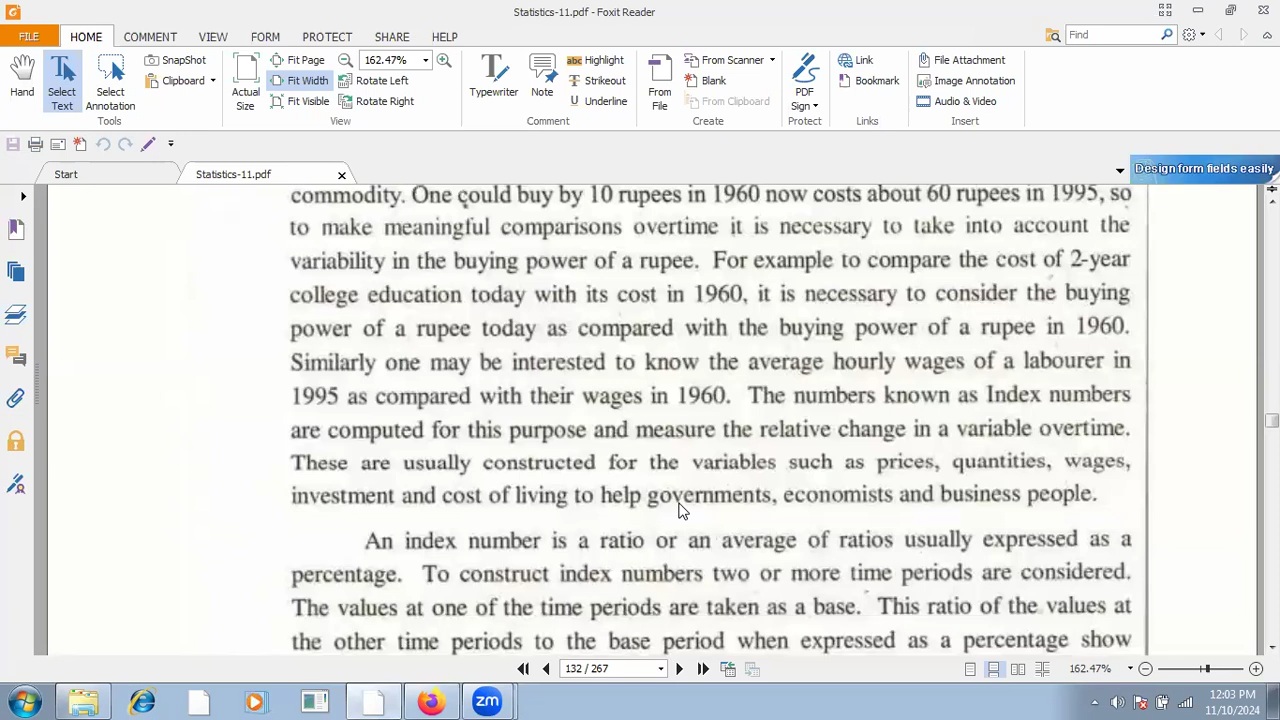 Statistics-11.pdf - Foxit Reader
FILE HOME COMMENT VIEW FORM PROTECT SHARE HELP Find
SnapShot 162.47% Fit Page Highlight From Scanner Link File Attachment
Clipboard Fit Width Rotate Left Strikeout Blank Bookmark Image Annotation
Hand Select Text Select Annotation Actual Size Fit Visible Rotate Right Typewriter Note Underline From File From Clipboard PDF Sign Audio & Video
Tools View Comment Create Protect Links Insert
Start Statistics-11.pdf Design form fields easily
commodity. One could buy by 10 rupees in 1960 now costs about 60 rupees in 1995, so
to make meaningful comparisons overtime it is necessary to take into account the
variability in the buying power of a rupee. For example to compare the cost of 2-year
college education today with its cost in 1960, it is necessary to consider the buying
power of a rupee today as compared with the buying power of a rupee in 1960.
Similarly one may be interested to know the average hourly wages of a labourer in
1995 as compared with their wages in 1960. The numbers known as Index numbers
are computed for this purpose and measure the relative change in a variable overtime.
These are usually constructed for the variables such as prices, quantities, wages,
investment and cost of living to help governments, economists and business people.
An index number is a ratio or an average of ratios usually expressed as a
percentage. To construct index numbers two or more time periods are considered.
The values at one of the time periods are taken as a base. This ratio of the values at
the other time periods to the base period when expressed as a percentage show
132 / 267 162.47%
zm
12:03 PM
11/10/2024